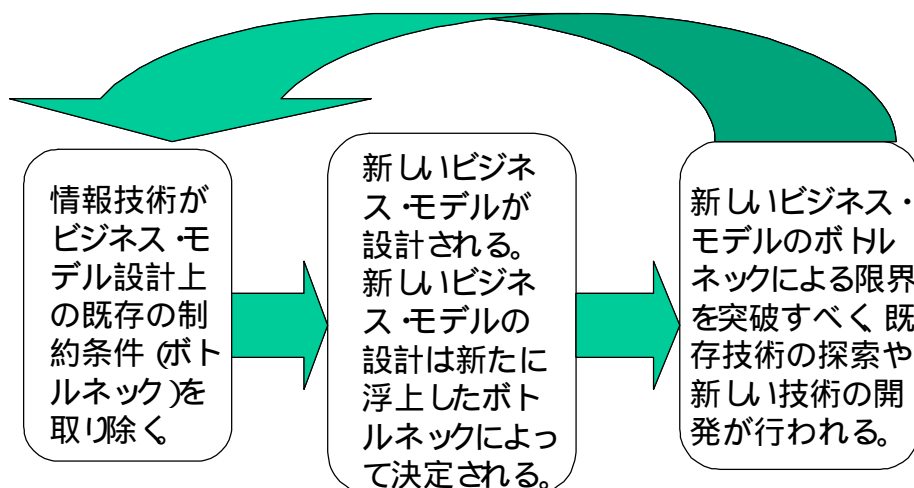 情報技術が
ビジネス・モ
デル設計上
の既存の制
約条件(ボト
ルネック)を
取り除く。
新しいビジネ
ス・モデルが
設計される。
新しいビジネ
ス・モデルの
設計は新たに
浮上したボト
ルネックによっ
て決定される。
新しいビジネス・
モデルのボトル
ネックによる限界
を突破すべく、既
存技術の探索や
新しい技術の開
発が行われる。